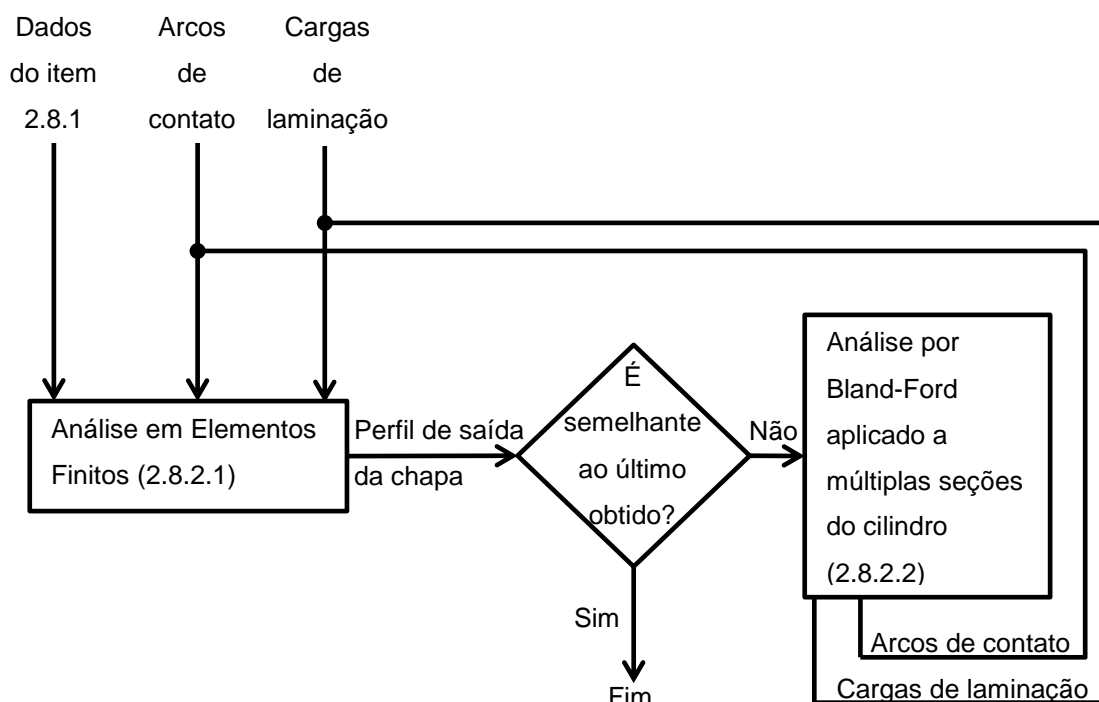 Dados
do item
2.8.1
Arcos
de
contato
Cargas
de
laminação
Análise em Elementos
Finitos (2.8.2.1)
Perfil de saída
da chapa
É
semelhante
ao último
obtido?
Não
Análise por
Bland-Ford
aplicado a
múltiplas seções
do cilindro
(2.8.2.2)
Sim
Fim
Arcos de contato
Cargas de laminação